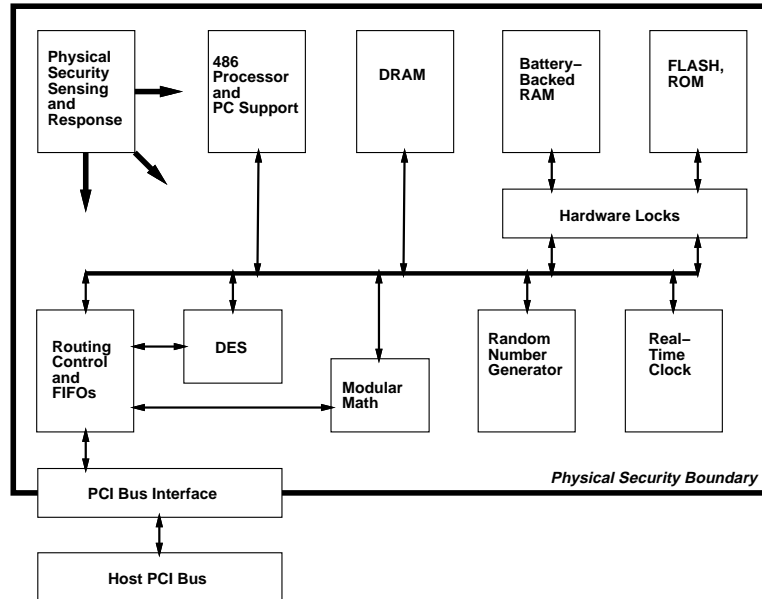 Physical
Security
Sensing
and
Response
486
Processor
and
PC Support
DRAM
Battery–
Backed
RAM
FLASH,
ROM
Hardware Locks
Routing
Control
and
FIFOs
DES
Modular
Math
Random
Number
Generator
Real–
Time
Clock
Physical Security Boundary
PCI Bus Interface
Host PCI Bus